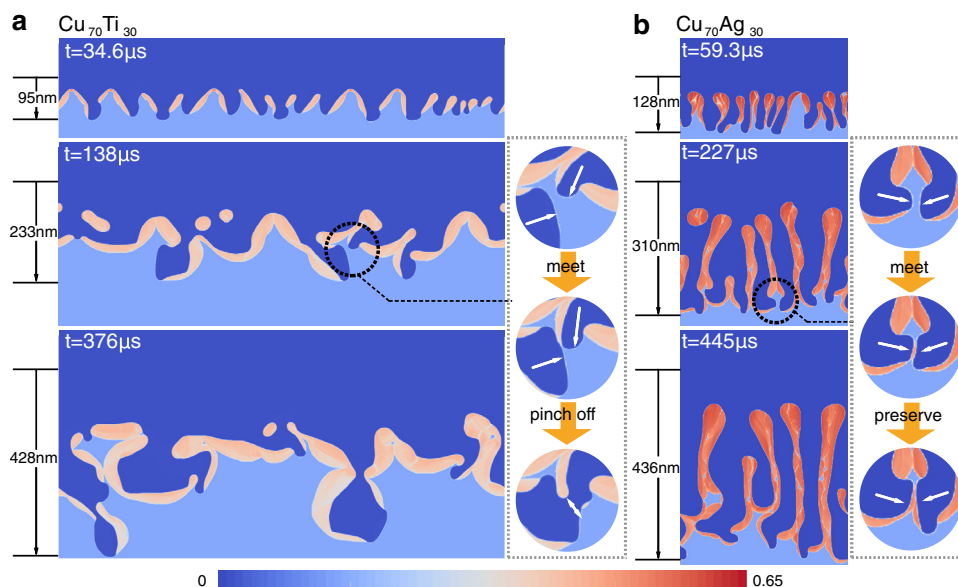 a Cu70Ti30
t=34.6μs
95nm
t=138μs
233nm
meet
pinch off
t=376μs
428nm
b Cu70Ag30
t=59.3μs
128nm
t=227μs
310nm
meet
preserve
t=445μs
436nm
0 0.65